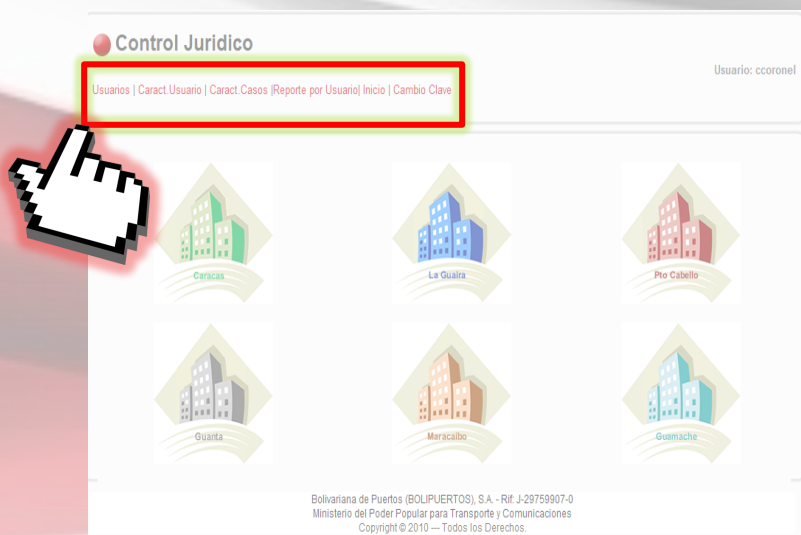 Control Juridico
Usuario: ccoronel
Usuarios | Caract.Usuario | Caract.Casos |Reporte por Usuario| Inicio | Cambio Clave
Caracas
La Guaira
Pto Cabello
Guanta
Maracaibo
Guamache
Bolivariana de Puertos (BOLIPUERTOS), S.A. - Rif: J-29759907-0
Ministerio del Poder Popular para Transporte y Comunicaciones
Copyright © 2010 --- Todos los Derechos.